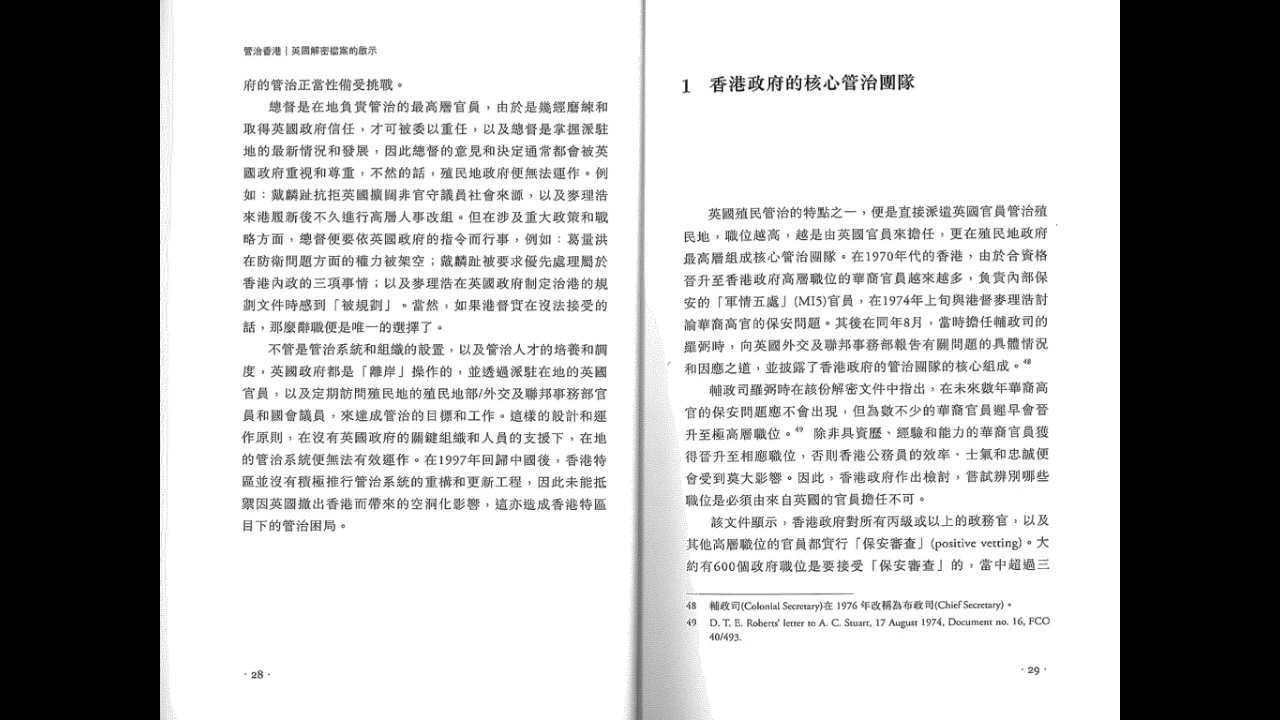 管治香港｜英國解密檔案的啟示
府的管治正當性備受挑戰。
總督是在地負責管治的最高層官員，由於是幾經磨練和
取得英國政府信任，才可被委以重任，以及總督是掌握派駐
地的最新情況和發展，因此總督的意見和決定通常都會被英
國政府重視和尊重，不然的話，殖民地政府便無法運作。例
如：戴麟趾抗拒英國擴闊非官守議員社會來源，以及麥理浩
來港履新後不久進行高層人事改組。但在涉及重大政策和戰
略方面，總督便要依英國政府的指令而行事，例如：葛量洪
在防衛問題方面的權力被架空；戴麟趾被要求優先處理屬於
香港內政的三項事情；以及麥理浩在英國政府制定治港的規
劃文件時感到「被規劃」。當然，如果港督實在沒法接受的
話，那麼辭職便是唯一的選擇了。
不管是管治系統和組織的設置，以及管治人才的培養和調
度，英國政府都是「離岸」操作的，並透過派駐在地的英國
官員，以及定期訪問殖民地的殖民地部/外交及聯邦事務部官
員和國會議員，來達成管治的目標和工作。這樣的設計和運
作原則，在沒有英國政府的關鍵組織和人員的支援下，在地
的管治系統便無法有效運作。在1997年回歸中國後，香港特
區並沒有積極推行管治系統的重構和更新工程，因此未能抵
禦因英國撤出香港而帶來的空洞化影響，這亦造成香港特區
目下的管治困局。
· 28 ·
1 香港政府的核心管治團隊
英國殖民管治的特點之一，便是直接派遣英國官員管治殖
民地，職位越高，越是由英國官員來擔任，更在殖民地政府
最高層組成核心管治團隊。在1970年代的香港，由於合資格
晉升至香港政府高層職位的華裔官員越來越多，負責內部保
安的「軍情五處」(MI5)官員，在1974年上旬與港督麥理浩討
論華裔高官的保安問題。其後在同年8月，當時擔任輔政司的
羅弼時，向英國外交及聯邦事務部報告有關問題的具體情況
和因應之道，並披露了香港政府的管治團隊的核心組成。48
輔政司羅弼時在該份解密文件中指出，在未來數年華裔高
官的保安問題應不會出現，但為數不少的華裔官員遲早會晉
升至極高層職位。49 除非具資歷、經驗和能力的華裔官員獲
得晉升至相應職位，否則香港公務員的效率、士氣和忠誠便
會受到莫大影響。因此，香港政府作出檢討，嘗試辨別哪些
職位是必須由來自英國的官員擔任不可。
該文件顯示，香港政府對所有丙級或以上的政務官，以及
其他高層職位的官員都實行「保安審查」(positive vetting)。大
約有600個政府職位是要接受「保安審查」的，當中超過三
48 輔政司(Colonial Secretary)在 1976 年改稱為布政司(Chief Secretary)。
49 D. T. E. Roberts' letter to A. C. Stuart, 17 August 1974, Document no. 16, FCO
40/493.
· 29 ·